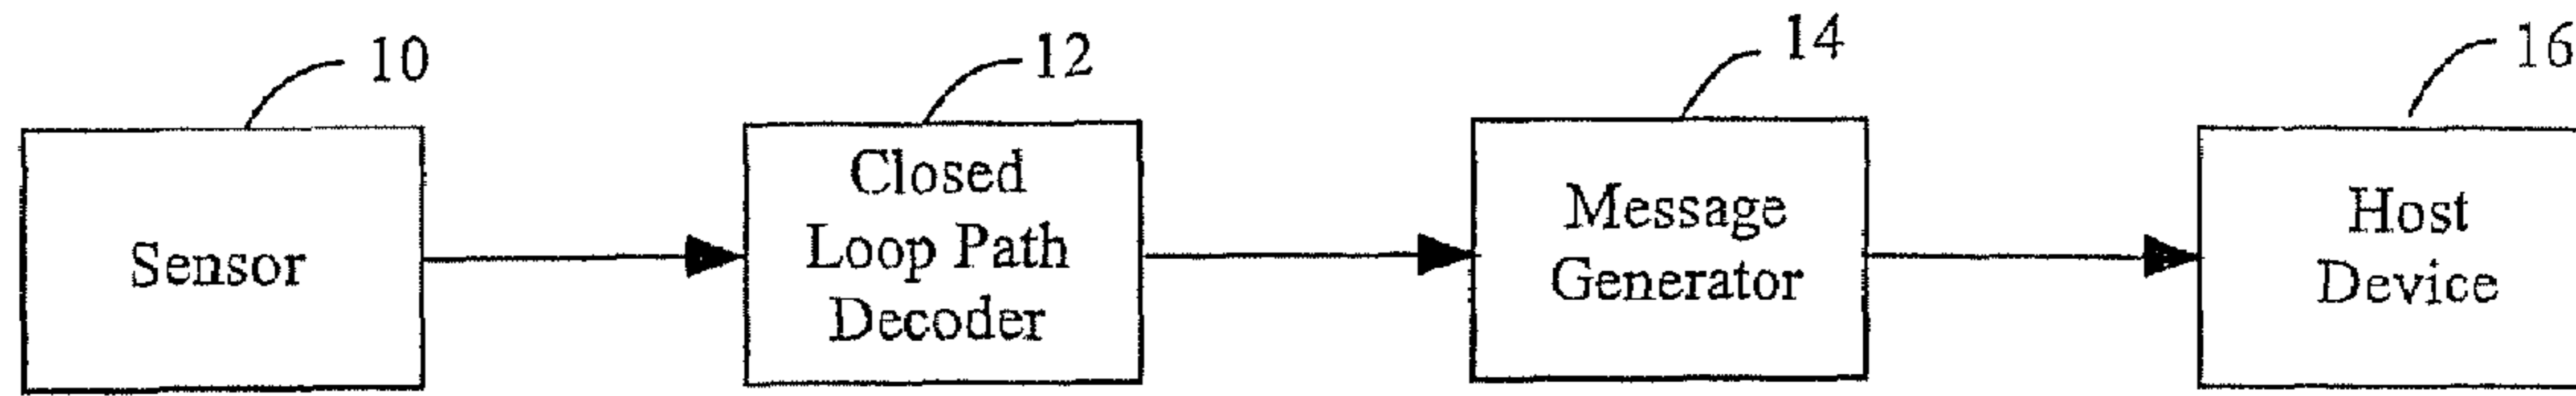 10
12
14
16
Sensor
Closed
Loop Path
Decoder
Message
Generator
Host
Device